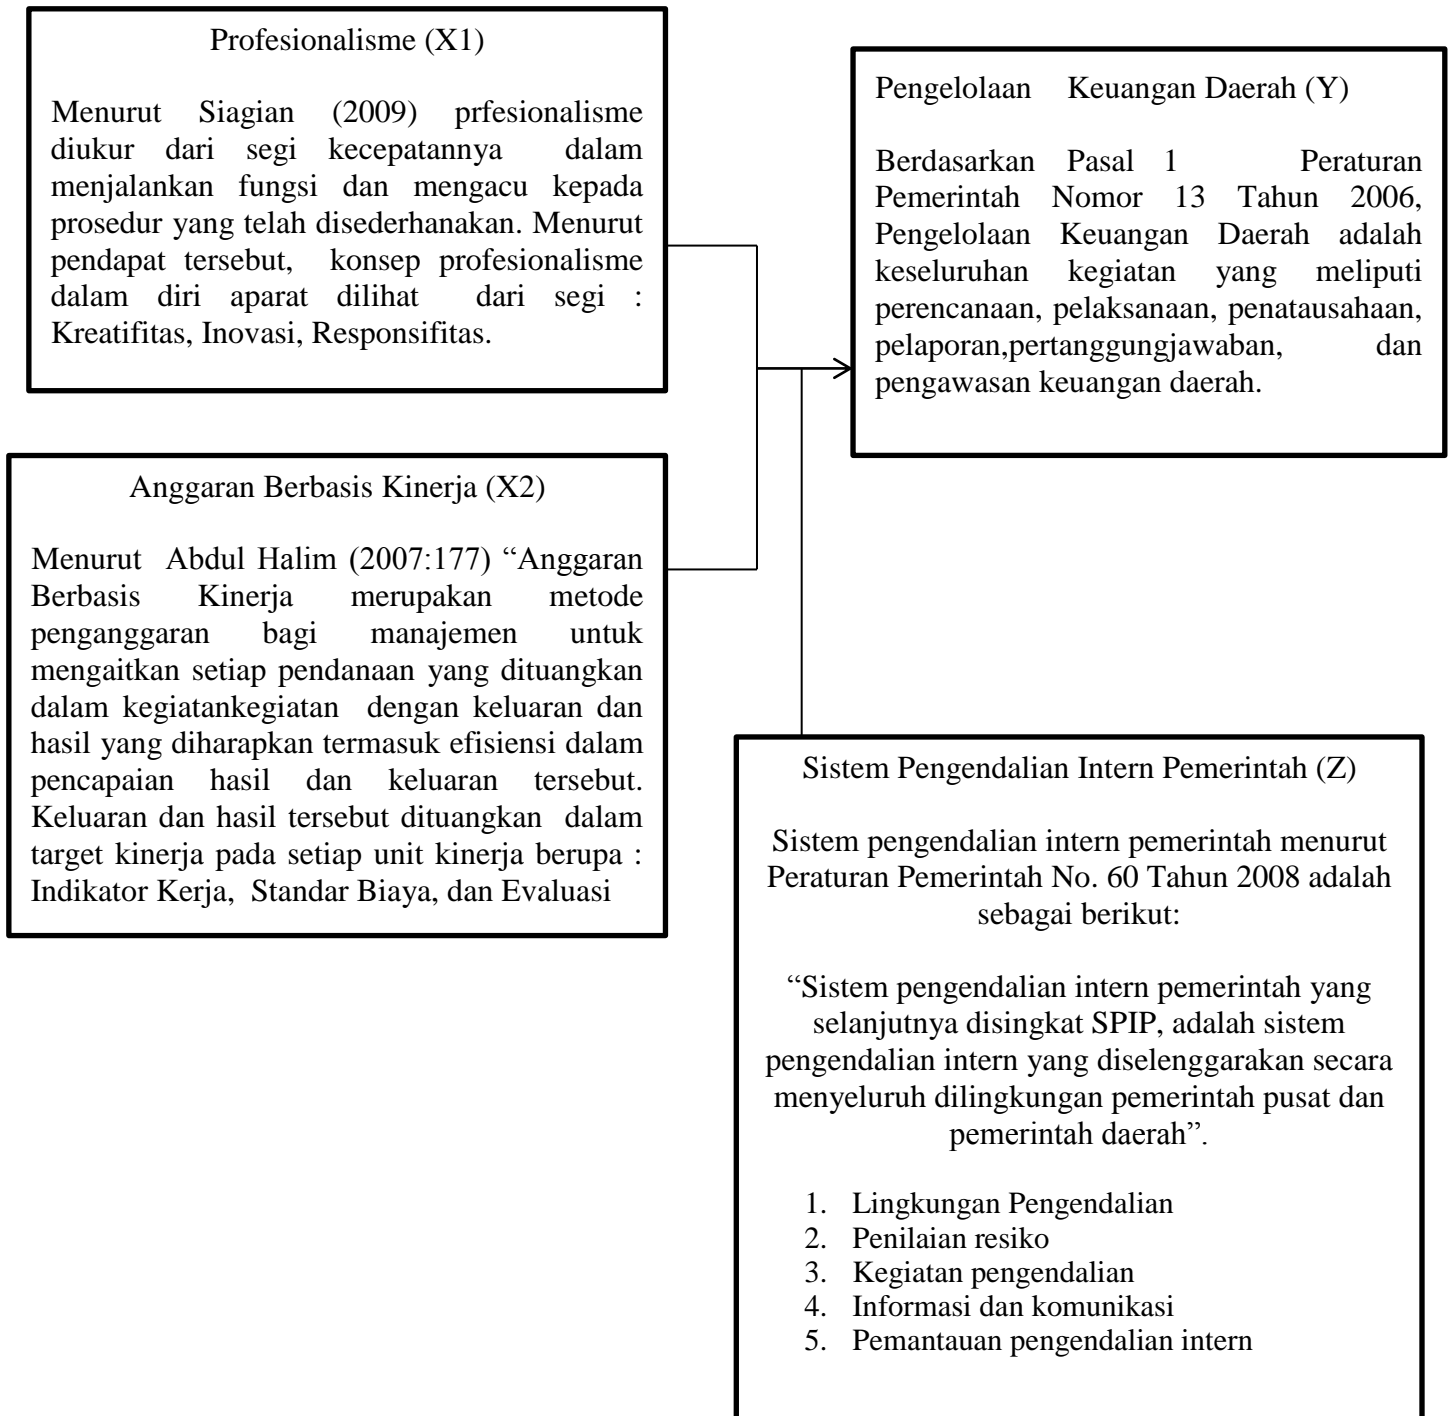 Profesionalisme (X1)
Menurut Siagian (2009) prfesionalisme
diukur dari segi kecepatannya dalam
menjalankan fungsi dan mengacu kepada
prosedur yang telah disederhanakan. Menurut
pendapat tersebut, konsep profesionalisme
dalam diri aparat dilihat dari segi :
Kreatifitas, Inovasi, Responsifitas.
Pengelolaan Keuangan Daerah (Y)
Berdasarkan Pasal 1 Peraturan
Pemerintah Nomor 13 Tahun 2006,
Pengelolaan Keuangan Daerah adalah
keseluruhan kegiatan yang meliputi
perencanaan, pelaksanaan, penatausahaan,
pelaporan,pertanggungjawaban, dan
pengawasan keuangan daerah.
Anggaran Berbasis Kinerja (X2)
Menurut Abdul Halim (2007:177) “Anggaran
Berbasis Kinerja merupakan metode
penganggaran bagi manajemen untuk
mengaitkan setiap pendanaan yang dituangkan
dalam kegiatankegiatan dengan keluaran dan
hasil yang diharapkan termasuk efisiensi dalam
pencapaian hasil dan keluaran tersebut.
Keluaran dan hasil tersebut dituangkan dalam
target kinerja pada setiap unit kinerja berupa :
Indikator Kerja, Standar Biaya, dan Evaluasi
Sistem Pengendalian Intern Pemerintah (Z)
Sistem pengendalian intern pemerintah menurut
Peraturan Pemerintah No. 60 Tahun 2008 adalah
sebagai berikut:
“Sistem pengendalian intern pemerintah yang
selanjutnya disingkat SPIP, adalah sistem
pengendalian intern yang diselenggarakan secara
menyeluruh dilingkungan pemerintah pusat dan
pemerintah daerah”.
1. Lingkungan Pengendalian
2. Penilaian resiko
3. Kegiatan pengendalian
4. Informasi dan komunikasi
5. Pemantauan pengendalian intern